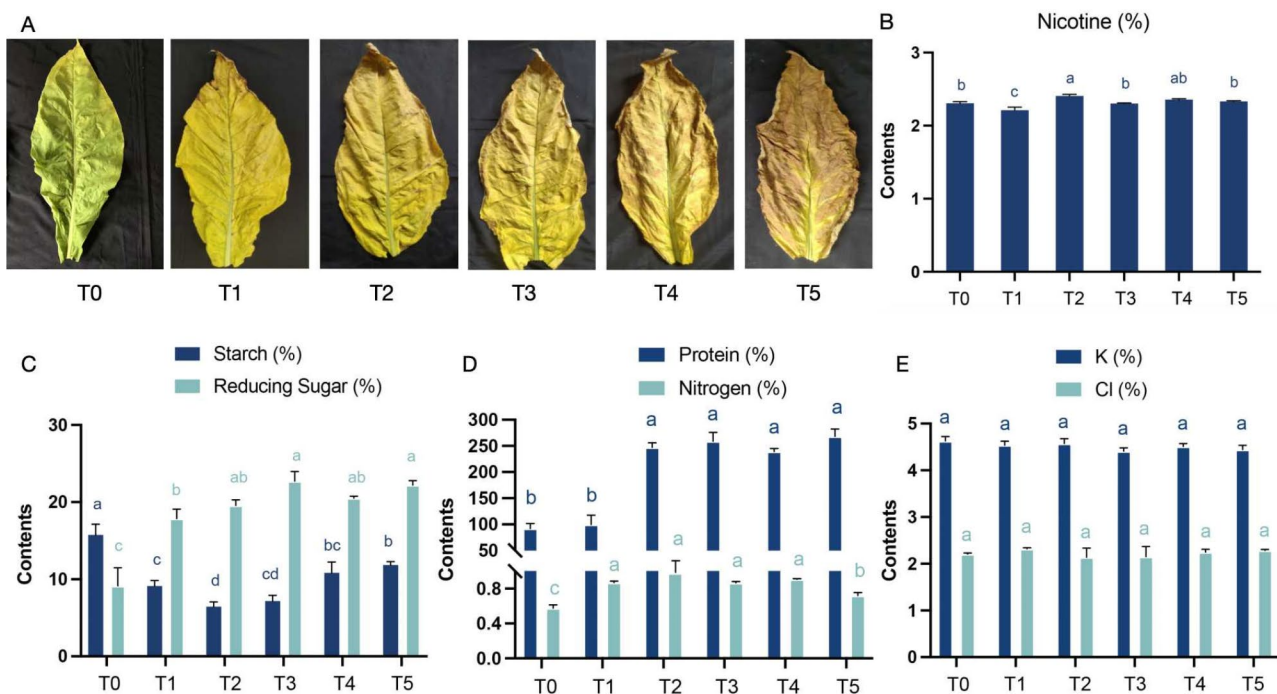 A
T0 T1 T2 T3 T4 T5
B
Nicotine (%)
Contents
3
2
1
0
b c a b ab b
T0 T1 T2 T3 T4 T5
C
Starch (%)
Reducing Sugar (%)
Contents
30
20
10
0
a c c b d ab cd a bc ab b a
T0 T1 T2 T3 T4 T5
D
Protein (%)
Nitrogen (%)
Contents
300
250
200
150
100
50
0.8
0.4
0.0
b c b a a a a a a a a b
T0 T1 T2 T3 T4 T5
E
K (%)
Cl (%)
Contents
5
4
3
2
1
0
a a a a a a a a a a a a
T0 T1 T2 T3 T4 T5